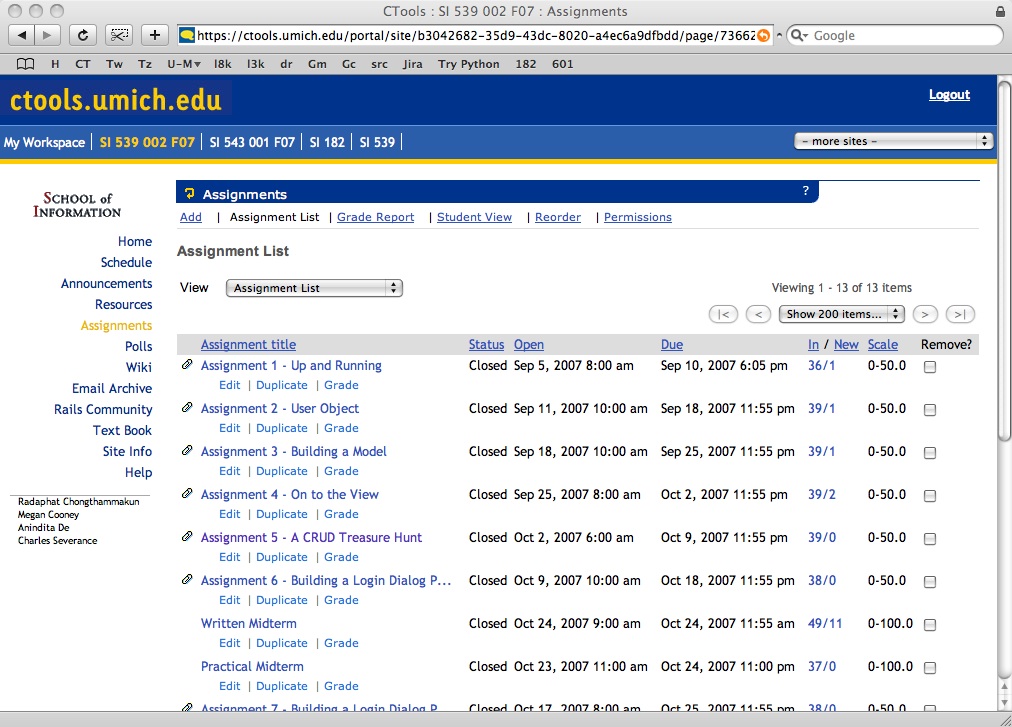 CTools : SI 539 002 F07 : Assignments
https://ctools.umich.edu/portal/site/b3042682-35d9-43dc-8020-a4ec6a9dfbdd/page/73662
Google
H CT Tw Tz U-M▾ l8k l3k dr Gm Gc src Jira Try Python 182 601
ctools.umich.edu
Logout
My Workspace | SI 539 002 F07 | SI 543 001 F07 | SI 182 | SI 539 |
- more sites -
SCHOOL of
INFORMATION
Home
Schedule
Announcements
Resources
Assignments
Polls
Wiki
Email Archive
Rails Community
Text Book
Site Info
Help
Radaphat Chongthammakun
Megan Cooney
Anindita De
Charles Severance
Assignments ?
Add | Assignment List | Grade Report | Student View | Reorder | Permissions
Assignment List
View Assignment List
Viewing 1 - 13 of 13 items
|< < Show 200 items... > >|
Assignment title Status Open Due In / New Scale Remove?
Assignment 1 - Up and Running Closed Sep 5, 2007 8:00 am Sep 10, 2007 6:05 pm 36/1 0-50.0
Edit | Duplicate | Grade
Assignment 2 - User Object Closed Sep 11, 2007 10:00 am Sep 18, 2007 11:55 pm 39/1 0-50.0
Edit | Duplicate | Grade
Assignment 3 - Building a Model Closed Sep 18, 2007 10:00 am Sep 25, 2007 11:55 pm 39/1 0-50.0
Edit | Duplicate | Grade
Assignment 4 - On to the View Closed Sep 25, 2007 8:00 am Oct 2, 2007 11:55 pm 39/2 0-50.0
Edit | Duplicate | Grade
Assignment 5 - A CRUD Treasure Hunt Closed Oct 2, 2007 6:00 am Oct 9, 2007 11:55 pm 39/0 0-50.0
Edit | Duplicate | Grade
Assignment 6 - Building a Login Dialog P... Closed Oct 9, 2007 10:00 am Oct 18, 2007 11:55 pm 38/0 0-50.0
Edit | Duplicate | Grade
Written Midterm Closed Oct 24, 2007 9:00 am Oct 24, 2007 11:55 am 49/11 0-100.0
Edit | Duplicate | Grade
Practical Midterm Closed Oct 23, 2007 11:00 am Oct 24, 2007 11:00 pm 37/0 0-100.0
Edit | Duplicate | Grade
Assignment 7 - Building a Login Dialog P... Closed Oct 17, 2007 8:00 am Oct 25, 2007 11:55 pm 38/0 0-50.0